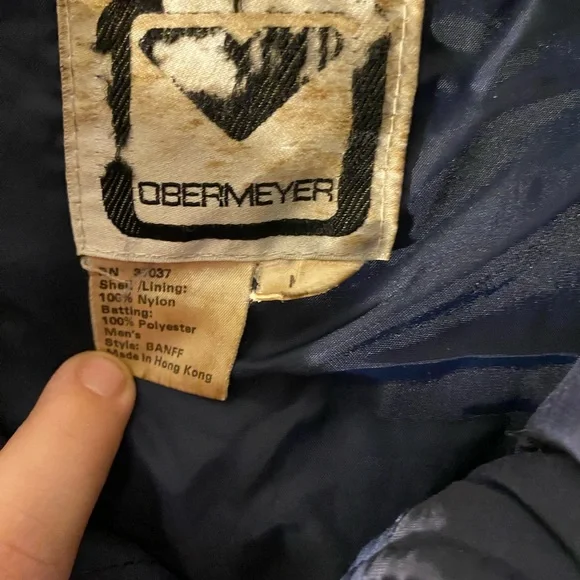 OBERMEYER
Shell/Lining:
100% Nylon
Batting:
100% Polyester
Men's
Style: BANFF
Made in Hong Kong